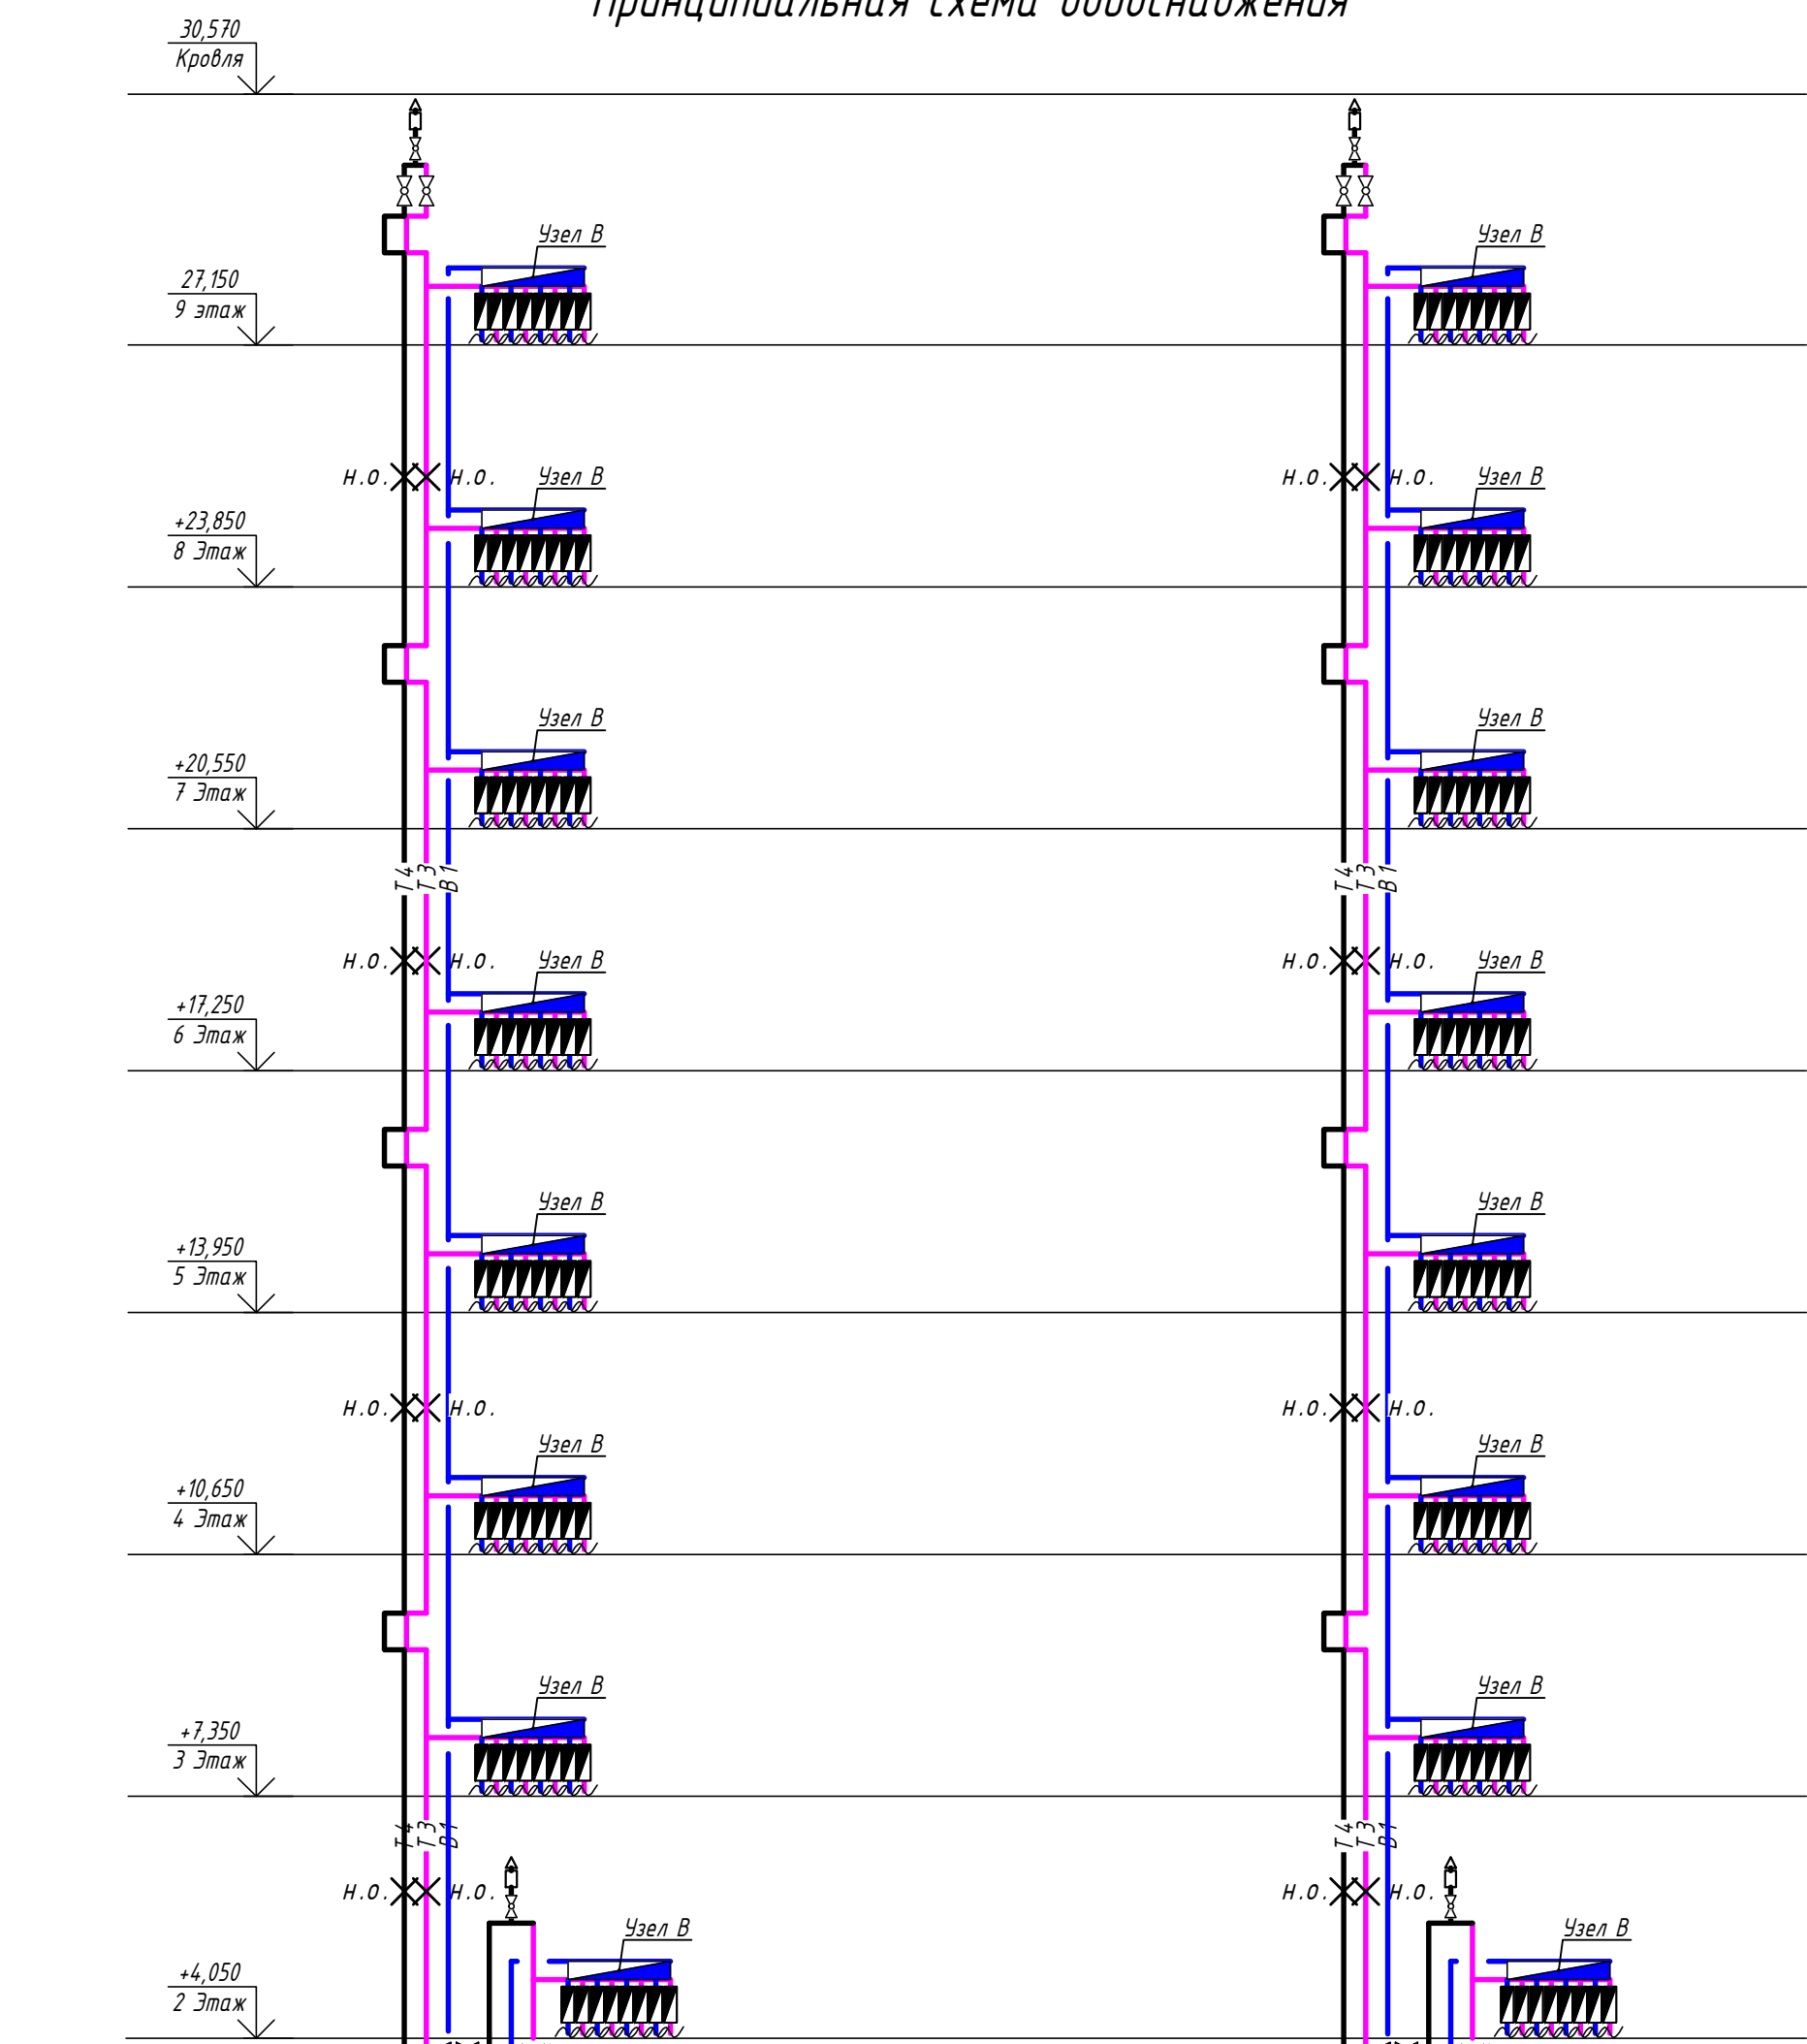 Принципиальная схема водоснабжения
30,570
Кровля
Узел В Узел В
27,150
9 этаж
Н.О. Н.О. Узел В Н.О. Н.О. Узел В
+23,850
8 Этаж
Узел В Узел В
+20,550
7 Этаж
Т4 Т3 В1 Т4 Т3 В1
Н.О. Н.О. Узел В Н.О. Н.О. Узел В
+17,250
6 Этаж
Узел В Узел В
+13,950
5 Этаж
Н.О. Н.О. Н.О. Н.О.
Узел В Узел В
+10,650
4 Этаж
Узел В Узел В
+7,350
3 Этаж
Т4 Т3 В1 Т4 Т3 В1
Н.О. Н.О. Н.О. Н.О.
Узел В Узел В
+4,050
2 Этаж